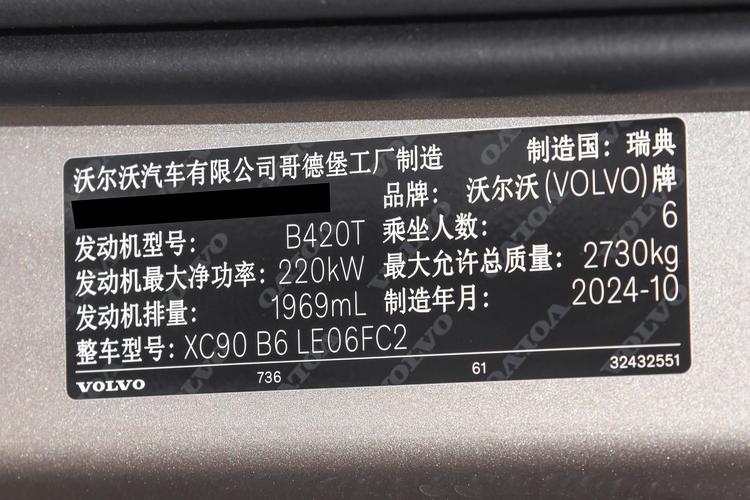 沃尔沃汽车有限公司哥德堡工厂制造 制造国：瑞典
品牌：沃尔沃(VOLVO)牌
发动机型号：B420T 乘坐人数：6
发动机最大净功率：220kW 最大允许总质量：2730kg
发动机排量：1969mL 制造年月：2024-10
整车型号：XC90 B6 LE06FC2
VOLVO 736 61 32432551